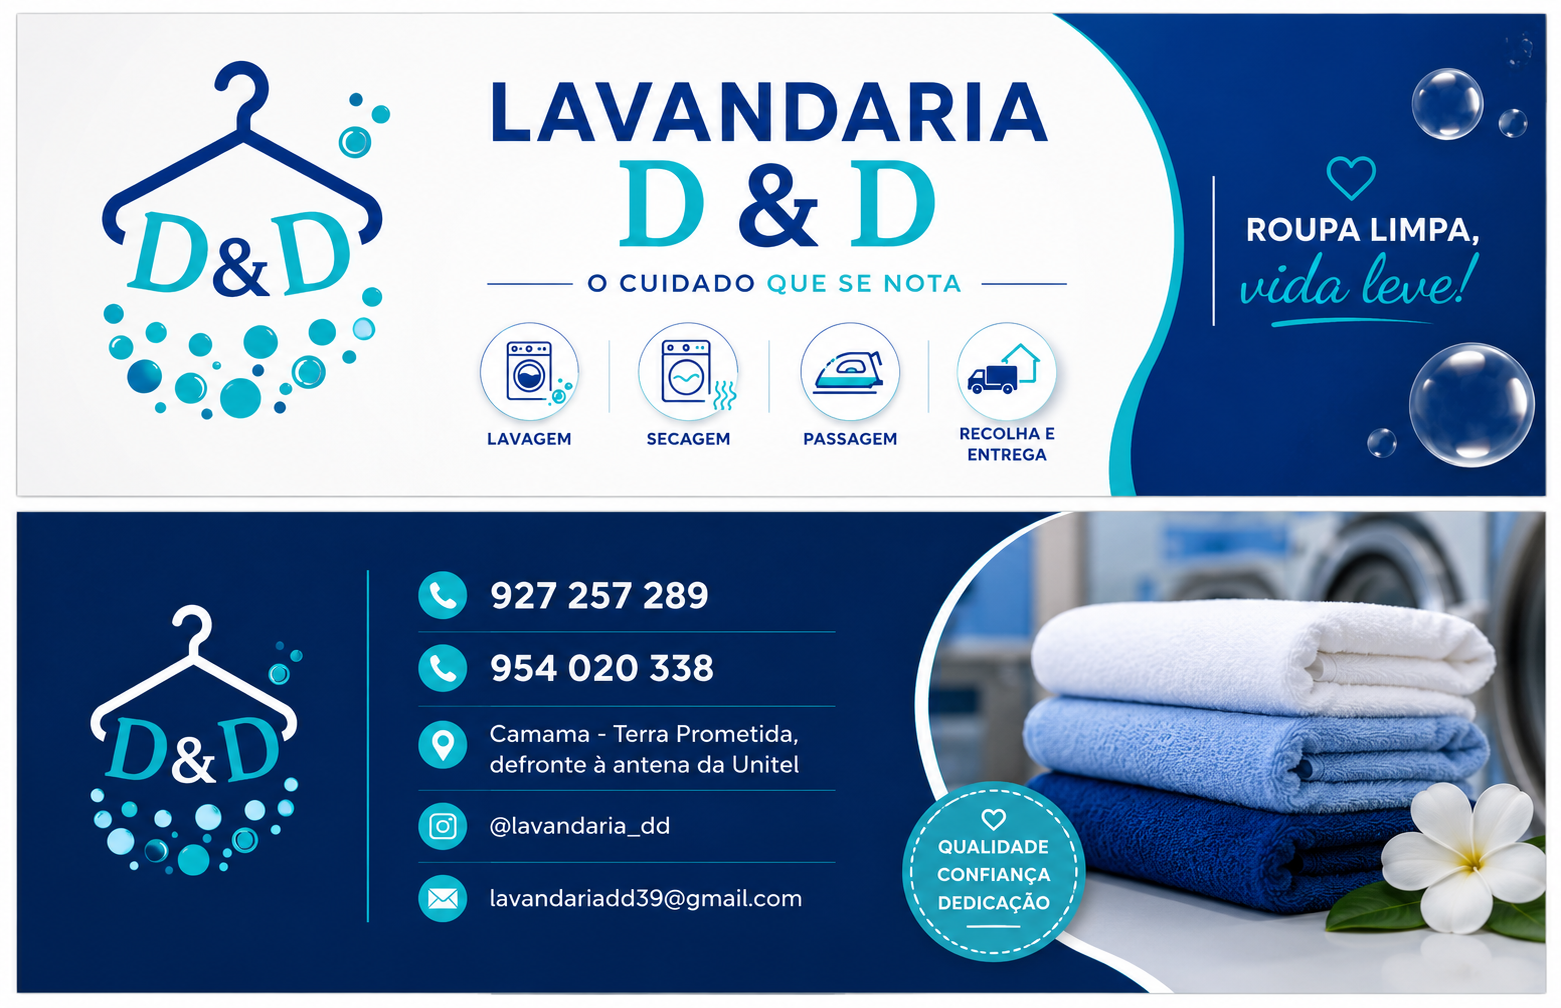 D&D
LAVANDARIA
D & D
O CUIDADO QUE SE NOTA
LAVAGEM
SECAGEM
PASSAGEM
RECOLHA E
ENTREGA
ROUPA LIMPA,
vida leve!
D&D
927 257 289
954 020 338
Camama - Terra Prometida,
defronte à antena da Unitel
@lavandaria_dd
lavandariadd39@gmail.com
QUALIDADE
CONFIANÇA
DEDICAÇÃO